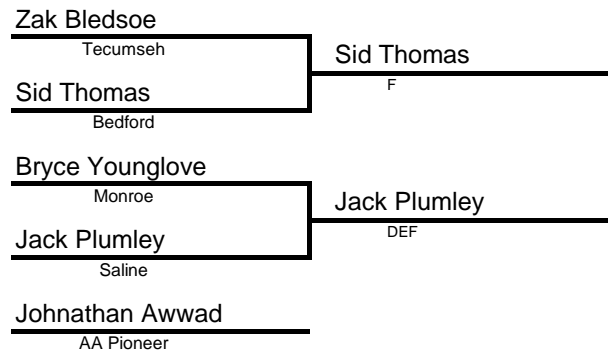 Zak Bledsoe
Tecumseh
Sid Thomas
F
Sid Thomas
Bedford
Bryce Younglove
Monroe
Jack Plumley
DEF
Jack Plumley
Saline
Johnathan Awwad
AA Pioneer